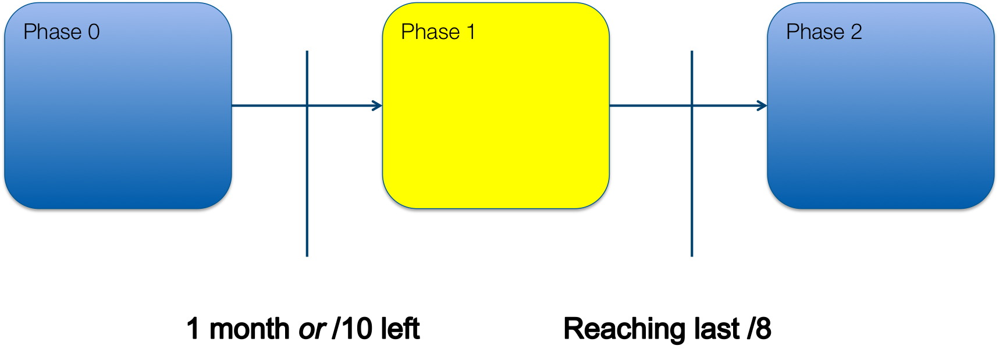 Phase 0
Phase 1
Phase 2
1 month or /10 left
Reaching last /8